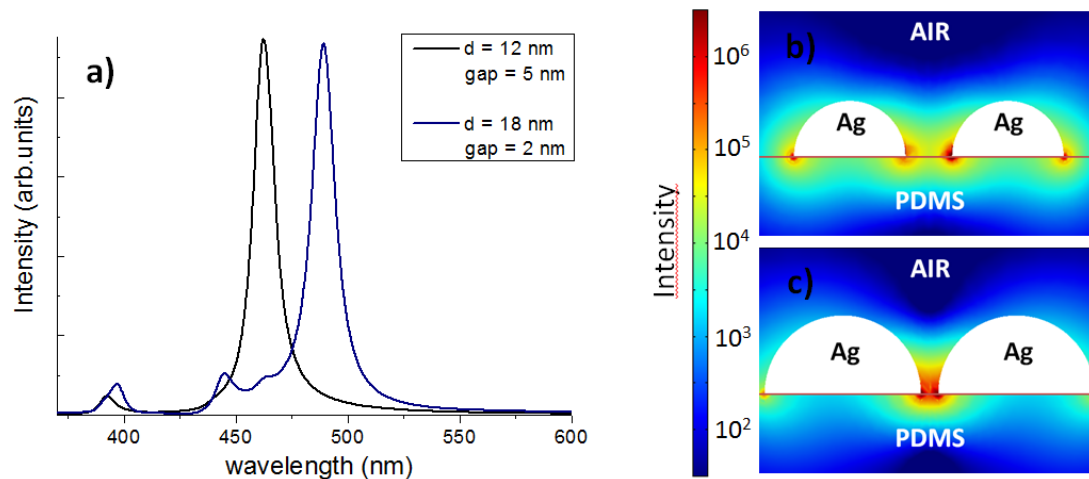 a)
d = 12 nm
gap = 5 nm
d = 18 nm
gap = 2 nm
Intensity (arb.units)
400 450 500 550 600
wavelength (nm)
Intensity
10⁶
10⁵
10⁴
10³
10²
b)
AIR
Ag Ag
PDMS
c)
AIR
Ag Ag
PDMS